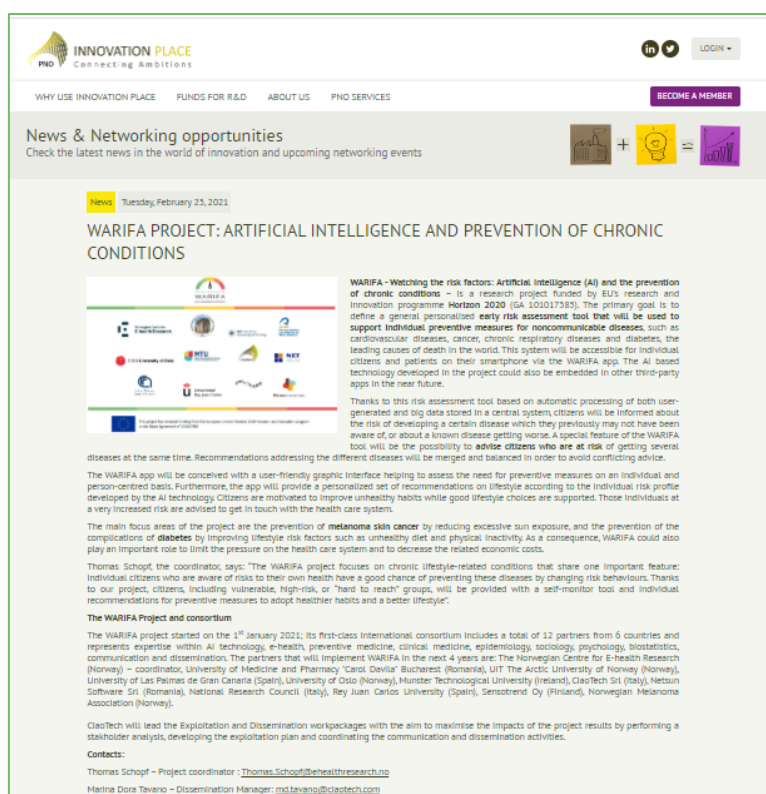 PNO
INNOVATION PLACE
Connecting Ambitions
in
LOGIN
WHY USE INNOVATION PLACE FUNDS FOR R&D ABOUT US PNO SERVICES
BECOME A MEMBER
News & Networking opportunities
Check the latest news in the world of innovation and upcoming networking events
+ =
News Tuesday, February 23, 2021
WARIFA PROJECT: ARTIFICIAL INTELLIGENCE AND PREVENTION OF CHRONIC
CONDITIONS
WARIFA
University of Oslo
MTU
NET
Universidad
Rey Juan Carlos
WARIFA - Watching the risk factors: Artificial intelligence (AI) and the prevention
of chronic conditions – is a research project funded by EU's research and
innovation programme Horizon 2020 (GA 101017385). The primary goal is to
define a general personalised early risk assessment tool that will be used to
support individual preventive measures for noncommunicable diseases, such as
cardiovascular diseases, cancer, chronic respiratory diseases and diabetes, the
leading causes of death in the world. This system will be accessible for individual
citizens and patients on their smartphone via the WARIFA app. The AI based
technology developed in the project could also be embedded in other third-party
apps in the near future.
Thanks to this risk assessment tool based on automatic processing of both user-
generated and big data stored in a central system, citizens will be informed about
the risk of developing a certain disease which they previously may not have been
aware of, or about a known disease getting worse. A special feature of the WARIFA
tool will be the possibility to advise citizens who are at risk of getting several
diseases at the same time. Recommendations addressing the different diseases will be merged and balanced in order to avoid conflicting advice.
The WARIFA app will be conceived with a user-friendly graphic interface helping to assess the need for preventive measures on an individual and
person-centred basis. Furthermore, the app will provide a personalized set of recommendations on lifestyle according to the individual risk profile
developed by the AI technology. Citizens are motivated to improve unhealthy habits while good lifestyle choices are supported. Those individuals at
a very increased risk are advised to get in touch with the health care system.
The main focus areas of the project are the prevention of melanoma skin cancer by reducing excessive sun exposure, and the prevention of the
complications of diabetes by improving lifestyle risk factors such as unhealthy diet and physical inactivity. As a consequence, WARIFA could also
play an important role to limit the pressure on the health care system and to decrease the related economic costs.
Thomas Schopf, the coordinator, says: “The WARIFA project focuses on chronic lifestyle-related conditions that share one important feature:
individual citizens who are aware of risks to their own health have a good chance of preventing these diseases by changing risk behaviours. Thanks
to our project, citizens, including vulnerable, high-risk, or “hard to reach” groups, will be provided with a self-monitor tool and individual
recommendations for preventive measures to adopt healthier habits and a better lifestyle”.
The WARIFA Project and consortium
The WARIFA project started on the 1st January 2021; its first-class international consortium includes a total of 12 partners from 6 countries and
represents expertise within AI technology, e-health, preventive medicine, clinical medicine, epidemiology, sociology, psychology, biostatistics,
communication and dissemination. The partners that will implement WARIFA in the next 4 years are: The Norwegian Centre for E-health Research
(Norway) – coordinator, University of Medicine and Pharmacy “Carol Davila” Bucharest (Romania), UIT The Arctic University of Norway (Norway),
University of Las Palmas de Gran Canaria (Spain), University of Oslo (Norway), Munster Technological University (Ireland), CiaoTech Srl (Italy), Netsun
Software Srl (Romania), National Research Council (Italy), Rey Juan Carlos University (Spain), Sensotrend Oy (Finland), Norwegian Melanoma
Association (Norway).
CiaoTech will lead the Exploitation and Dissemination workpackages with the aim to maximise the impacts of the project results by performing a
stakholder analysis, developing the exploitation plan and coordinating the communication and dissemination activities.
Contacts:
Thomas Schopf – Project coordinator : Thomas.Schopf@ehealthresearch.no
Marina Dora Tavano – Dissemination Manager: md.tavano@ciaotech.com